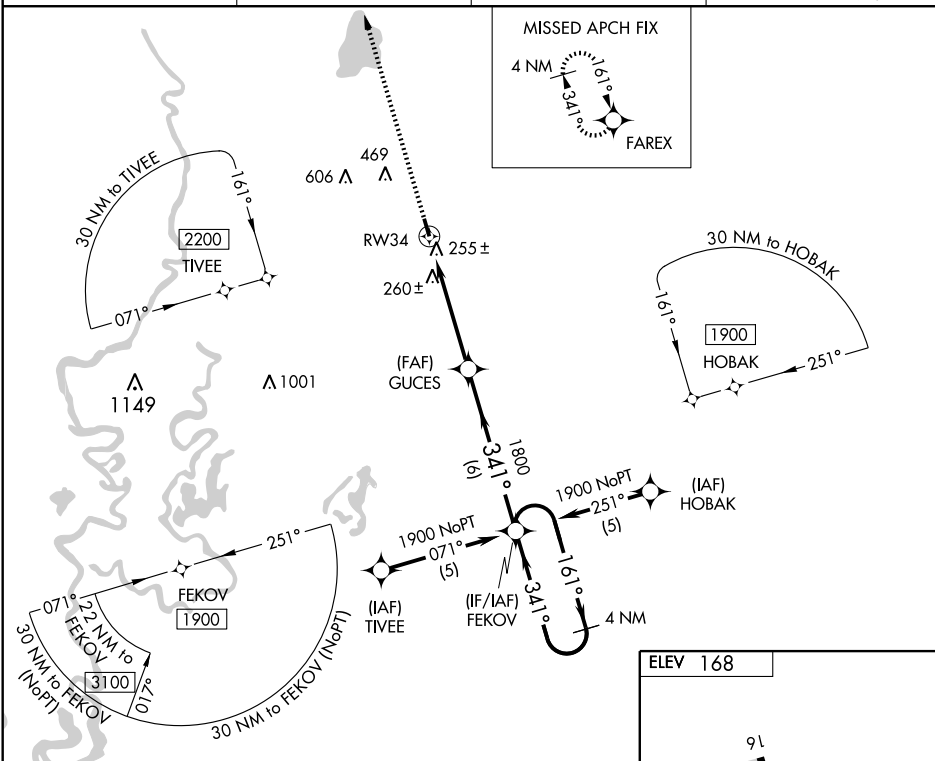 MISSED APCH FIX
4 NM
161°
341°
FAREX
30 NM to TIVEE
161°
2200
TIVEE
071°
606
469
RW34
255±
260±
30 NM to HOBAK
161°
1900
HOBAK
251°
(FAF)
GUCES
1149
1001
341°
1800
(6)
1900 NoPT
251°
(5)
(IAF)
HOBAK
1900 NoPT
071°
(5)
(IAF)
TIVEE
(IF/IAF)
FEKOV
341°
161°
4 NM
251°
071°
FEKOV
1900
22 NM to
FEKOV
3100
017°
30 NM to FEKOV
(NoPT)
30 NM to FEKOV (NoPT)
ELEV 168
16